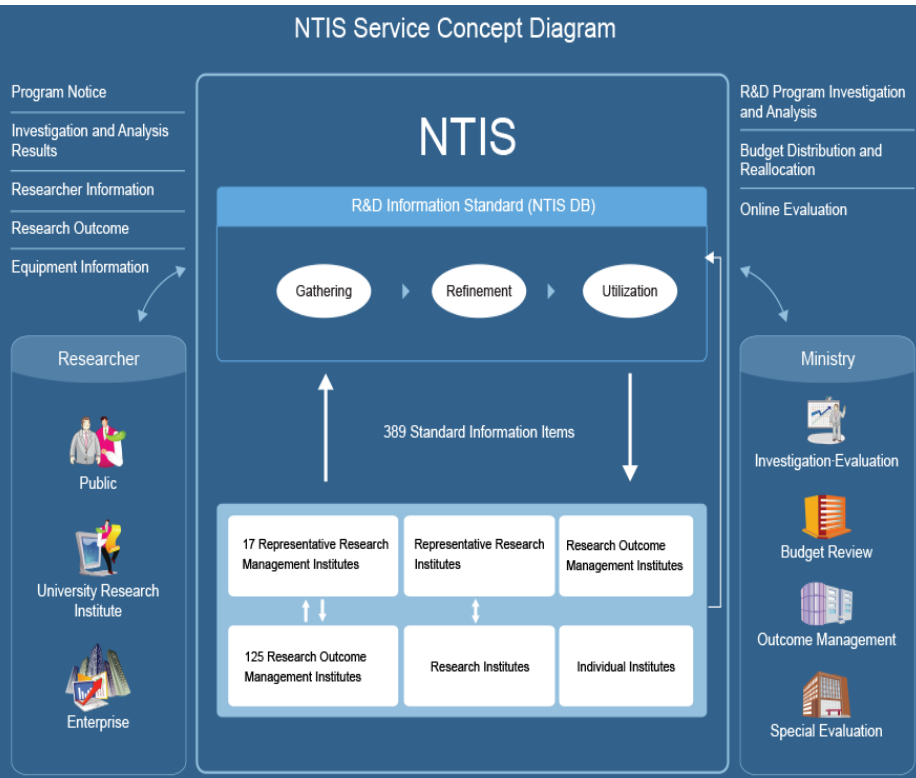 NTIS Service Concept Diagram
Program Notice
Investigation and Analysis
Results
Researcher Information
Research Outcome
Equipment Information
Researcher
Public
University Research
Institute
Enterprise
NTIS
R&D Information Standard (NTIS DB)
Gathering
Refinement
Utilization
389 Standard Information Items
17 Representative Research
Management Institutes
Representative Research
Institutes
Research Outcome
Management Institutes
125 Research Outcome
Management Institutes
Research Institutes
Individual Institutes
R&D Program Investigation
and Analysis
Budget Distribution and
Reallocation
Online Evaluation
Ministry
Investigation·Evaluation
Budget Review
Outcome Management
Special Evaluation